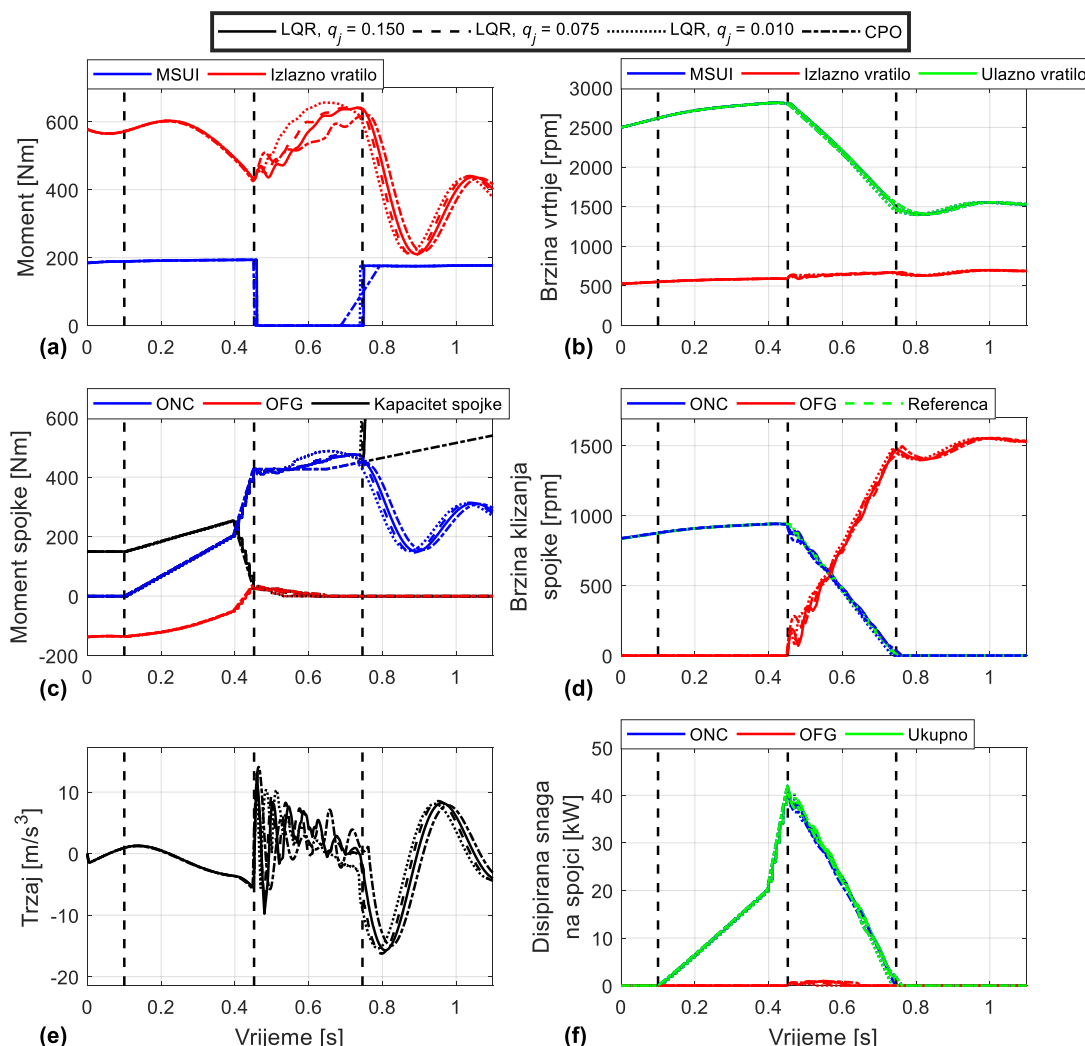 LQR, qj = 0.150 LQR, qj = 0.075 LQR, qj = 0.010 CPO
MSUI Izlazno vratilo
600
400
200
0
Moment [Nm]
0 0.2 0.4 0.6 0.8 1
(a)
MSUI Izlazno vratilo Ulazno vratilo
3000
2500
2000
1500
1000
500
0
Brzina vrtnje [rpm]
0 0.2 0.4 0.6 0.8 1
(b)
ONC OFG Kapacitet spojke
600
400
200
0
-200
Moment spojke [Nm]
0 0.2 0.4 0.6 0.8 1
(c)
ONC OFG Referenca
1500
1000
500
0
Brzina klizanja
spojke [rpm]
0 0.2 0.4 0.6 0.8 1
(d)
10
0
-10
-20
Trzaj [m/s3]
0 0.2 0.4 0.6 0.8 1
Vrijeme [s]
(e)
ONC OFG Ukupno
50
40
30
20
10
0
Disipirana snaga
na spojci [kW]
0 0.2 0.4 0.6 0.8 1
Vrijeme [s]
(f)